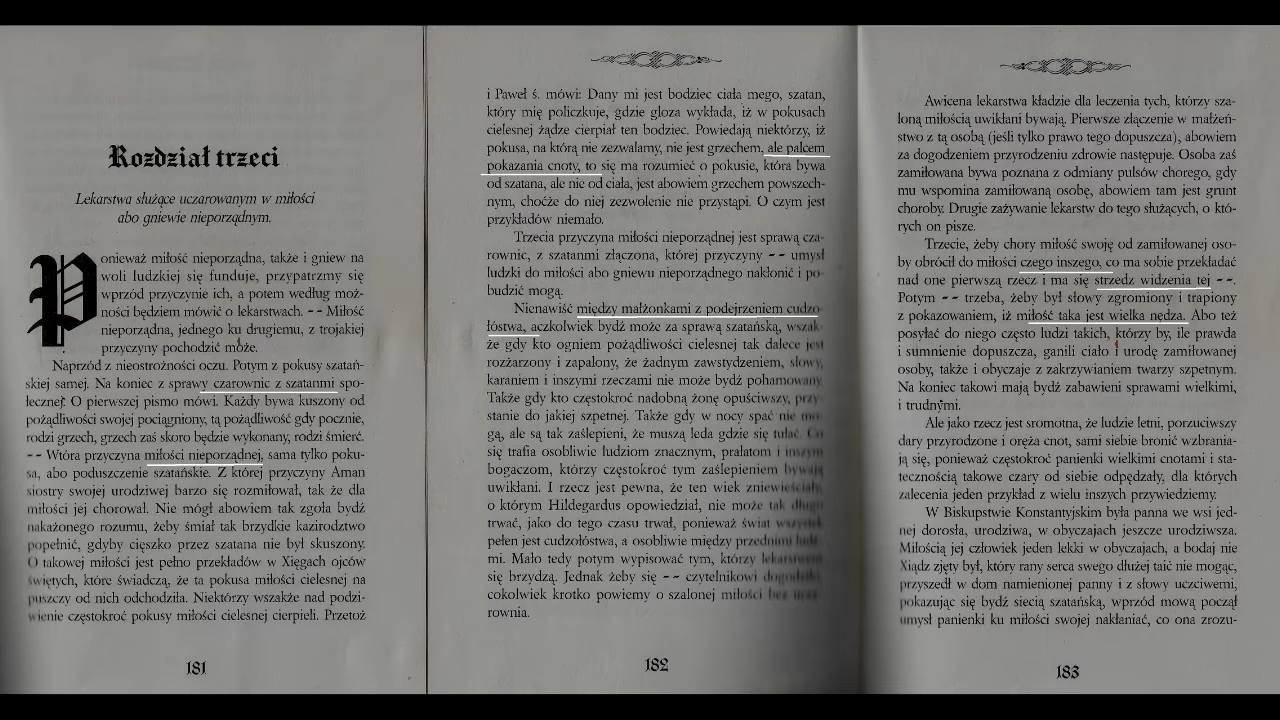 Rozdział trzeci
Lekarstwa służące uczarowanym w miłości
abo gniewie nieporządnym.
Ponieważ miłość nieporządna, także i gniew na
woli ludzkiej się funduje, przypatrzmy się
wprzód przyczynie ich, a potem według moż-
ności będziem mówić o lekarstwach. -- Miłość
nieporządna, jednego ku drugiemu, z trojakiej
przyczyny pochodzić może.
Naprzód z nieostrożności oczu. Potym z pokusy szatań-
skiej samej. Na koniec z sprawy czarownic z szatanmi spo-
łecznej. O pierwszej pismo mówi. Każdy bywa kuszony od
pożądliwości swojej pociągniony, tą pożądliwość gdy pocznie,
rodzi grzech, grzech zaś skoro będzie wykonany, rodzi śmierć.
-- Wtóra przyczyna miłości nieporządnej, sama tylko poku-
sa, abo poduszczenie szatańskie. Z której przyczyny Aman
siostry swojej urodziwej barzo się rozmiłował, tak że dla
miłości jej chorował. Nie mógł abowiem tak zgoła bydź
nakażonego rozumu, żeby śmiał tak brzydkie kazirodztwo
popełnić, gdyby ciężko przez szatana nie był skuszony.
O takowej miłości jest pełno przekładów w Xięgach ojców
świętych, które świadczą, że ta pokusa miłości cielesnej na
puszczy od nich odchodziła. Niektórzy wszakże nad podzi-
wienie częstokroć pokusy miłości cielesnej cierpieli. Przetoż
181
i Paweł ś. mówi: Dany mi jest bodziec ciała mego, szatan,
który mię policzkuje, gdzie gloza wykłada, iż w pokusach
cielesnej żądze cierpiał ten bodziec. Powiedają niektórzy, iż
pokusa, na którą nie zezwalamy, nie jest grzechem, ale palcem
pokazania cnoty, to się ma rozumieć o pokusie, która bywa
od szatana, ale nie od ciała, jest abowiem grzechem powszech-
nym, choćże do niej zezwolenie nie przystąpi. O czym jest
przykładów niemało.
Trzecia przyczyna miłości nieporządnej jest sprawą cza-
rownic, z szatanmi złączona, której przyczyny -- umysł
ludzki do miłości abo gniewu nieporządnego nakłonić i po-
budzić mogą.
Nienawiść między małżonkami z podejrzeniem cudzo-
łóstwa, aczkolwiek bydź może za sprawą szatańską, wszak-
że gdy kto ogniem pożądliwości cielesnej tak dalece jest
rozżarzony i zapalony, że żadnym zawstydzeniem, słowy,
karaniem i inszymi rzeczami nie może bydź pohamowany.
Także gdy kto częstokroć nadobną żonę opuściwszy, przy-
stanie do jakiej szpetnej. Także gdy w nocy spać nie mo-
gą, ale są tak zaślepieni, że muszą leda gdzie się tułać. Co
się trafia osobliwie ludziom znacznym, prałatom i inszym
bogaczom, którzy częstokroć tym zaślepieniem bywają
uwikłani. I rzecz jest pewna, że ten wiek zniewieściały,
o którym Hildegardus opowiedział, nie może tak długo
trwać, jako do tego czasu trwał, ponieważ świat wszystek
pełen jest cudzołóstwa, a osobliwie między przednimi ludź-
mi. Mało tedy potym wypisować tym, którzy lekarstwem
się brzydzą. Jednak żeby się -- czytelnikowi dogodziło,
cokolwiek krotko powiemy o szalonej miłości bez
rownia.
182
Awicena lekarstwa kładzie dla leczenia tych, którzy sza-
loną miłością uwikłani bywają. Pierwsze złączenie w małżeń-
stwo z tą osobą (jeśli tylko prawo tego dopuszcza), abowiem
za dogodzeniem przyrodzeniu zdrowie następuje. Osoba zaś
zamiłowana bywa poznana z odmiany pulsów chorego, gdy
mu wspomina zamiłowaną osobę, abowiem tam jest grunt
choroby. Drugie zażywanie lekarstw do tego służących, o któ-
rych on pisze.
Trzecie, żeby chory miłość swoję od zamiłowanej oso-
by obrócił do miłości czego inszego, co ma sobie przekładać
nad one pierwszą rzecz i ma się strzedz widzenia tej --.
Potym -- trzeba, żeby był słowy zgromiony i trapiony
z pokazowaniem, iż miłość taka jest wielka nędza. Abo też
posyłać do niego często ludzi takich, którzy by, ile prawda
i sumnienie dopuszcza, ganili ciało i urodę zamiłowanej
osoby, także i obyczaje z zakrzywianiem twarzy szpetnym.
Na koniec takowi mają bydź zabawieni sprawami wielkimi,
i trudnymi.
Ale jako rzecz jest sromotna, że ludzie letni, porzuciwszy
dary przyrodzone i oręża cnot, sami siebie bronić wzbrania-
ją się, ponieważ częstokroć panienki wielkimi cnotami i sta-
tecznością takowe czary od siebie odpędzały, dla których
zalecenia jeden przykład z wielu inszych przywiedziemy.
W Biskupstwie Konstantyjskim była panna we wsi jed-
nej dorosła, urodziwa, w obyczajach jeszcze urodziwsza.
Miłością jej człowiek jeden lekki w obyczajach, a bodaj nie
Xiądz zjęty był, który rany serca swego dłużej taić nie mogąc,
przyszedł w dom namienionej panny i z słowy uczciwemi,
pokazując się bydź siecią szatańską, wprzód mową począł
umysł panienki ku miłości swojej nakłaniać, co ona zrozu-
183